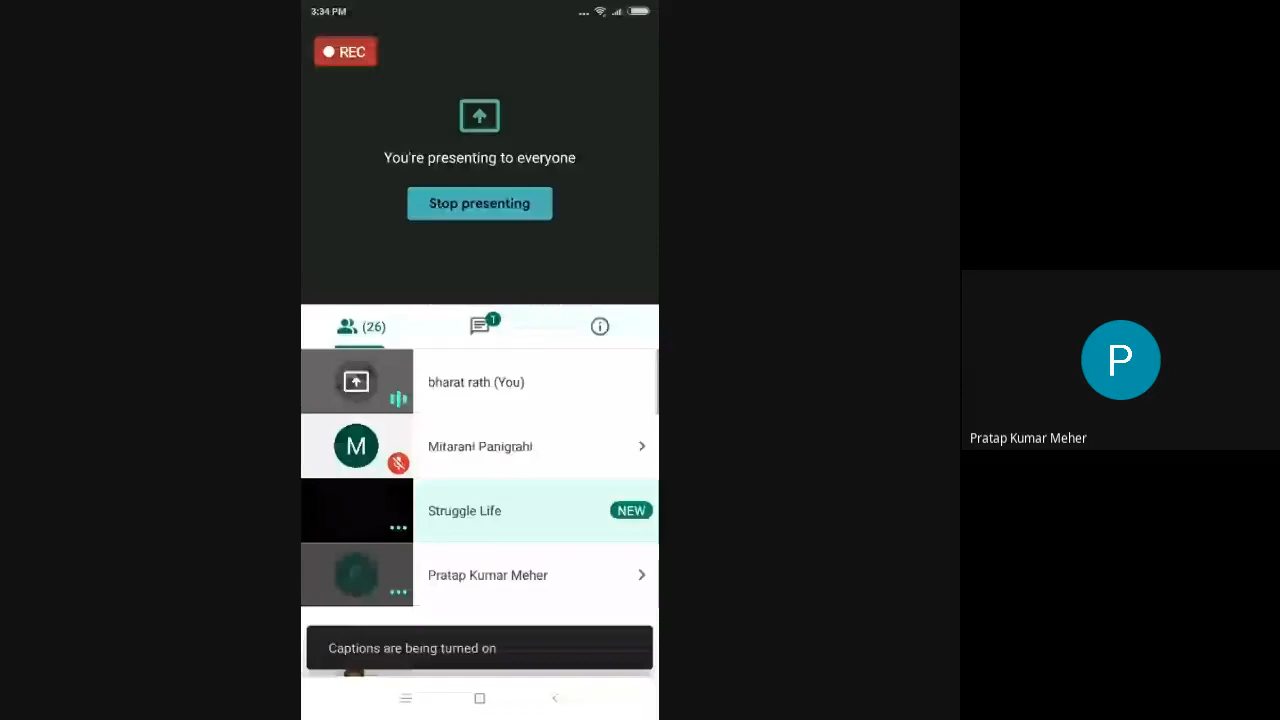 3:34 PM
REC
You're presenting to everyone
Stop presenting
(26)
1
bharat rath (You)
M
Mitarani Panigrahi
Struggle Life
NEW
Pratap Kumar Meher
Captions are being turned on
P
Pratap Kumar Meher